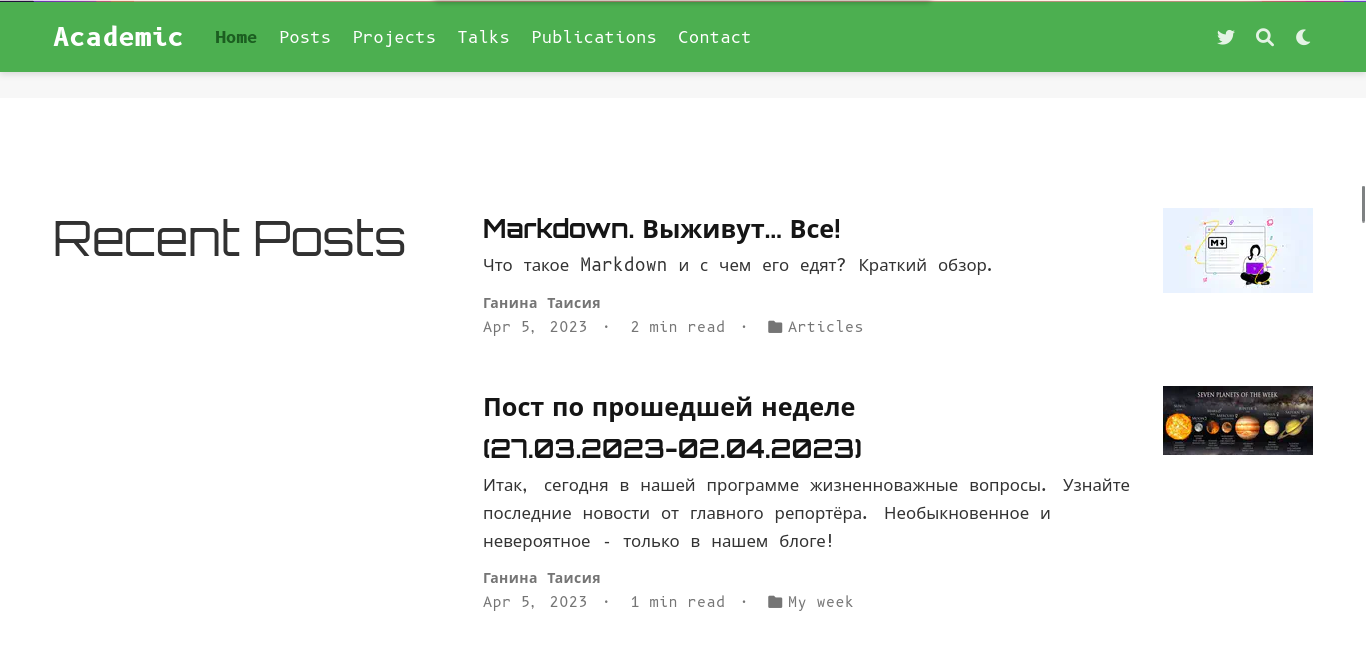 Academic Home Posts Projects Talks Publications Contact
Recent Posts
Markdown. Выживут... Все!
Что такое Markdown и с чем его едят? Краткий обзор.
Ганина Таисия
Apr 5, 2023 · 2 min read · Articles
M↓
Пост по прошедшей неделе
(27.03.2023-02.04.2023)
Итак, сегодня в нашей программе жизненноважные вопросы. Узнайте
последние новости от главного репортёра. Необыкновенное и
невероятное - только в нашем блоге!
Ганина Таисия
Apr 5, 2023 · 1 min read · My week
SEVEN PLANETS OF THE WEEK